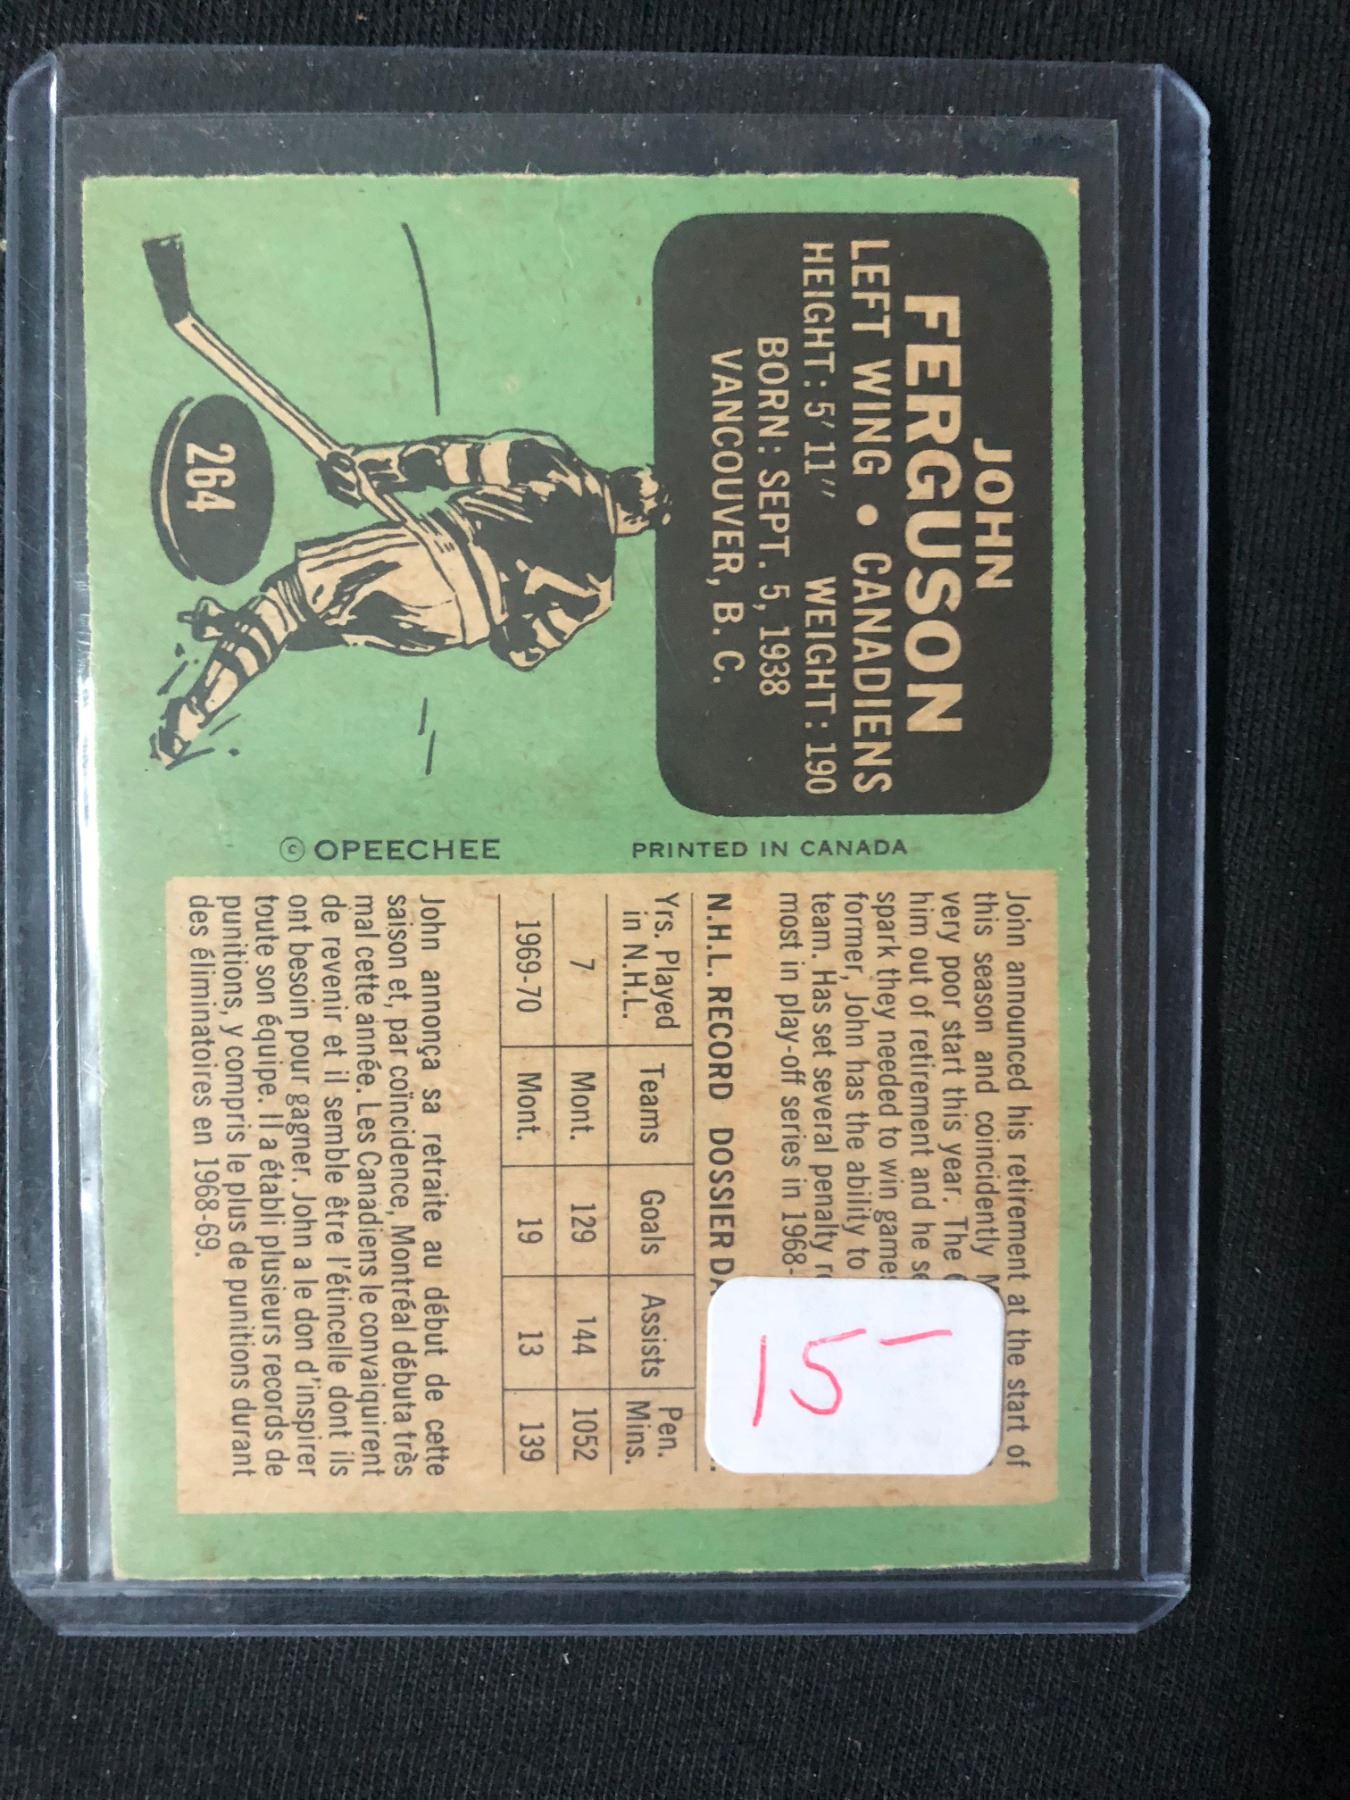 JOHN
FERGUSON
LEFT WING • CANADIENS
HEIGHT: 5'11" WEIGHT: 190
BORN: SEPT. 5, 1938
VANCOUVER, B. C.
264
© OPEECHEE
PRINTED IN CANADA
John announced his retirement at the start of
this season and coincidently
very poor start this year. The
him out of retirement and he
spark they needed to win games
former, John has the ability to
team. Has set several penalty
most in play-off series in 1968-
15-
N.H.L. RECORD DOSSIER
Yrs. Played in N.H.L. Teams Goals Assists Pen. Mins.
7 Mont. 129 144 1052
1969-70 Mont. 19 13 139
John annonça sa retraite au début de cette
saison et, par coïncidence, Montréal débuta très
mal cette année. Les Canadiens le convaiquirent
de revenir et il semble être l'étincelle dont ils
ont besoin pour gagner. John a le don d'inspirer
toute son équipe. Il a établi plusieurs records de
punitions, y compris le plus de punitions durant
des éliminatoires en 1968-69.